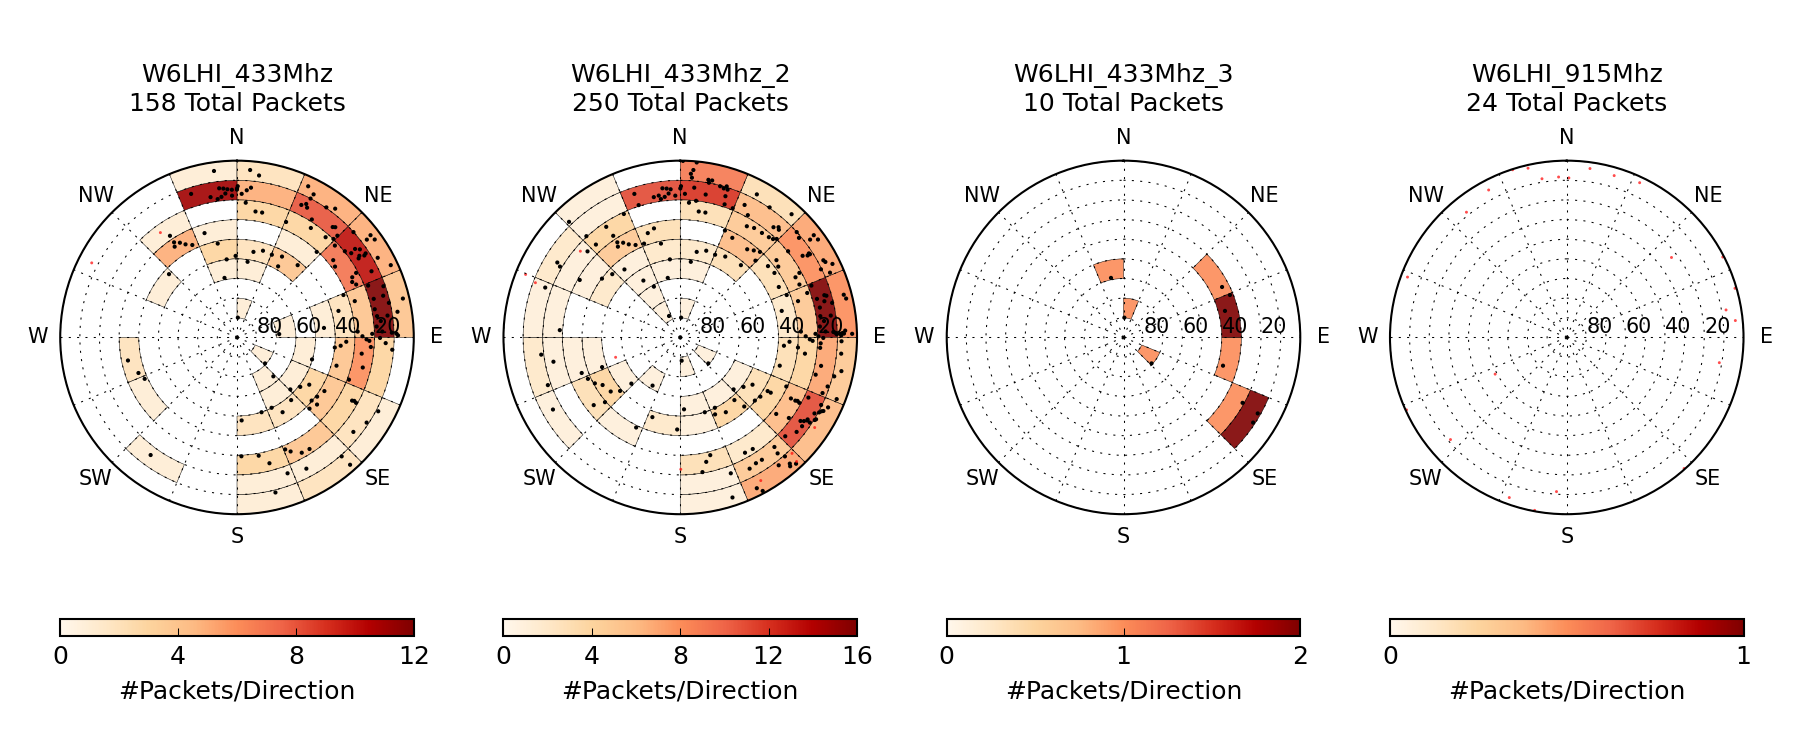 W6LHI_433Mhz
158 Total Packets
N
NW
NE
W
80 60 40 20
E
SW
SE
S
0 4 8 12
#Packets/Direction
W6LHI_433Mhz_2
250 Total Packets
N
NW
NE
W
80 60 40 20
E
SW
SE
S
0 4 8 12 16
#Packets/Direction
W6LHI_433Mhz_3
10 Total Packets
N
NW
NE
W
80 60 40 20
E
SW
SE
S
0 1 2
#Packets/Direction
W6LHI_915Mhz
24 Total Packets
N
NW
NE
W
80 60 40 20
E
SW
SE
S
0 1
#Packets/Direction